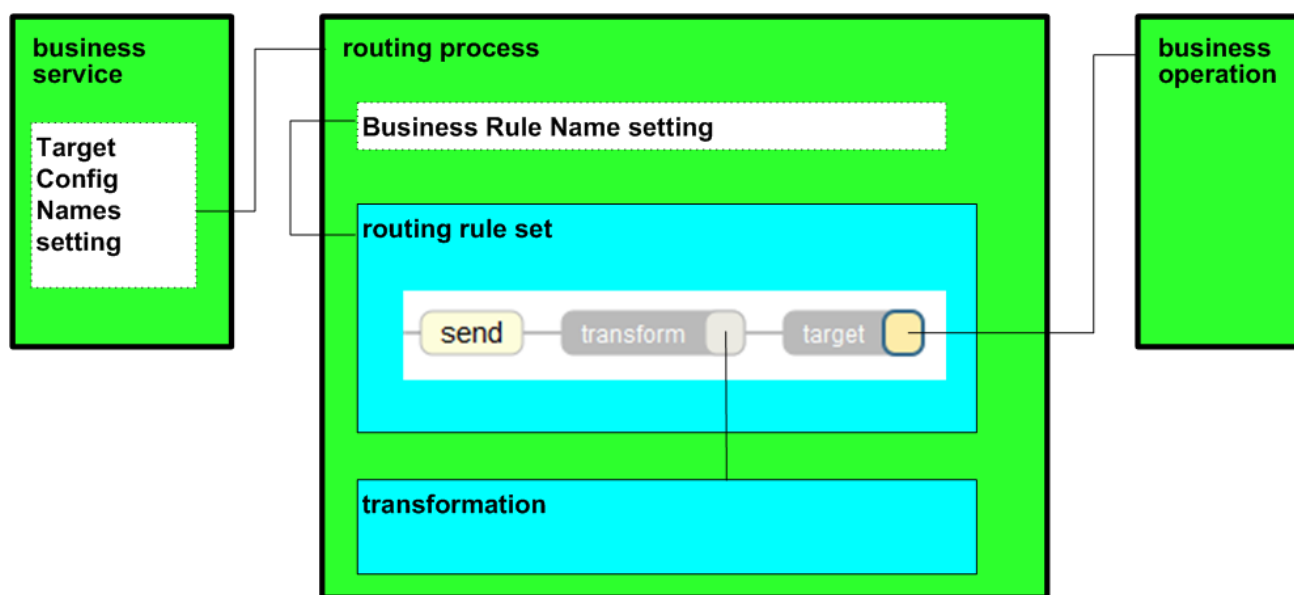 business
service
Target
Config
Names
setting
routing process
Business Rule Name setting
routing rule set
send
transform
target
transformation
business
operation